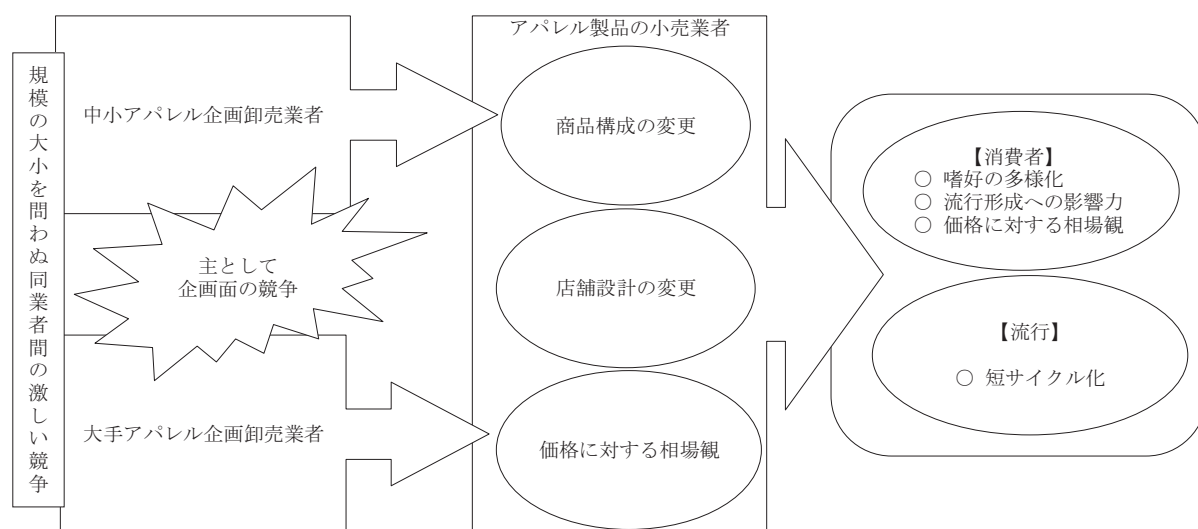 規模の大小を問わぬ同業者間の激しい競争
中小アパレル企画卸売業者
主として
企画面の競争
大手アパレル企画卸売業者
アパレル製品の小売業者
商品構成の変更
店舗設計の変更
価格に対する相場観
【消費者】
○ 嗜好の多様化
○ 流行形成への影響力
○ 価格に対する相場観
【流行】
○ 短サイクル化